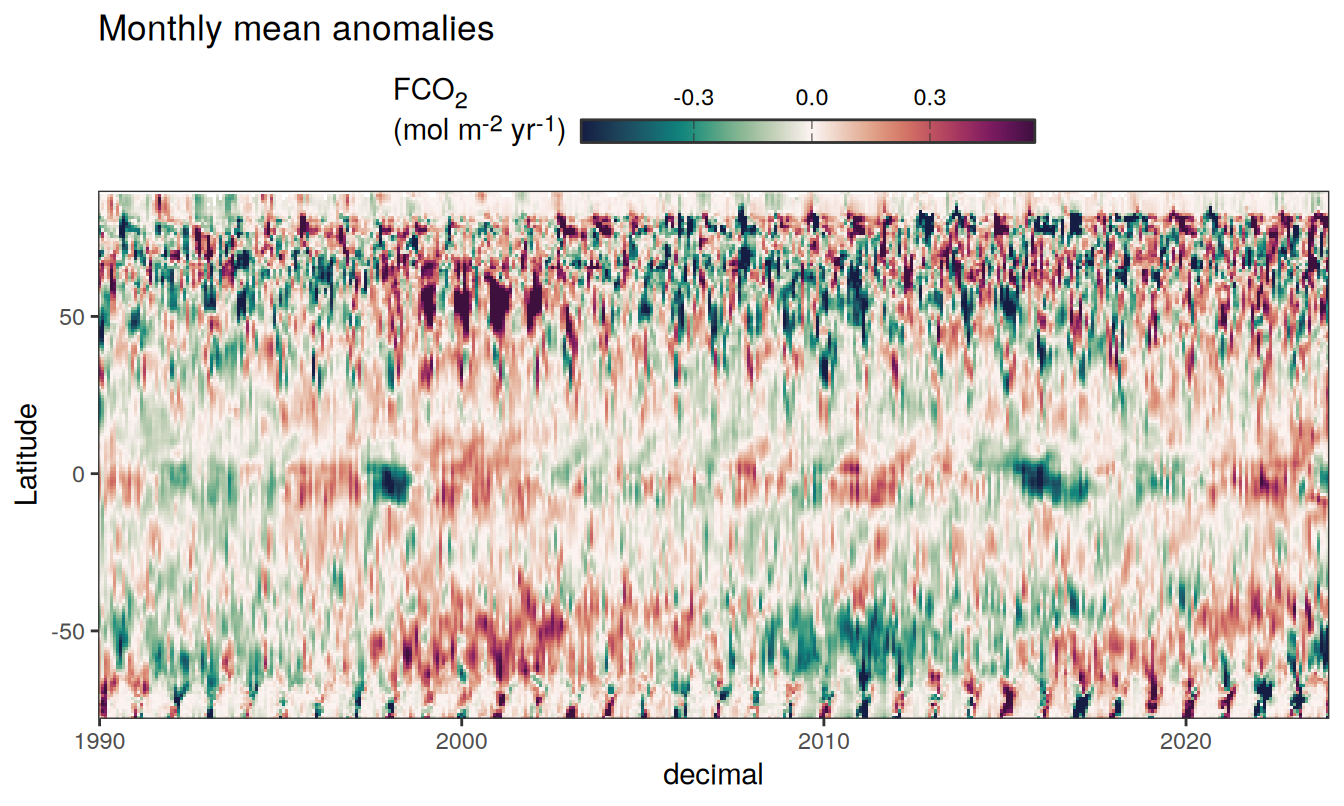 Monthly mean anomalies
FCO₂
(mol m⁻² yr⁻¹)
-0.3 0.0 0.3
Latitude
50
0
-50
1990 2000 2010 2020
decimal